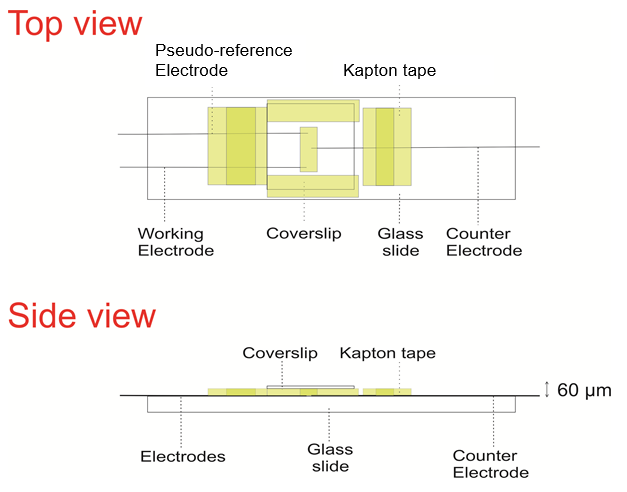 Top view
Pseudo-reference
Electrode
Kapton tape
Working
Electrode
Coverslip
Glass
slide
Counter
Electrode
Side view
Coverslip
Kapton tape
60 μm
Electrodes
Glass
slide
Counter
Electrode